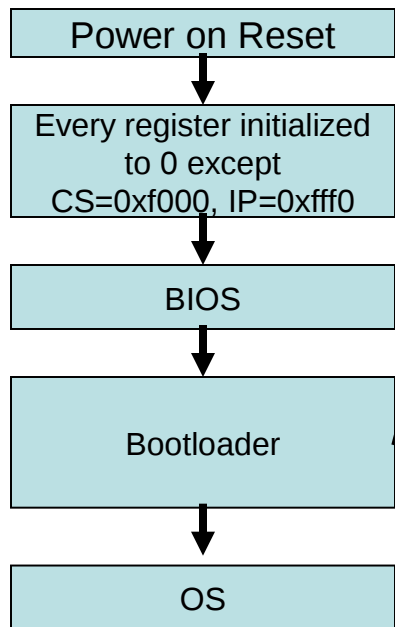 Power on Reset
Every register initialized
to 0 except
CS=0xf000, IP=0xfff0
BIOS
Bootloader
OS